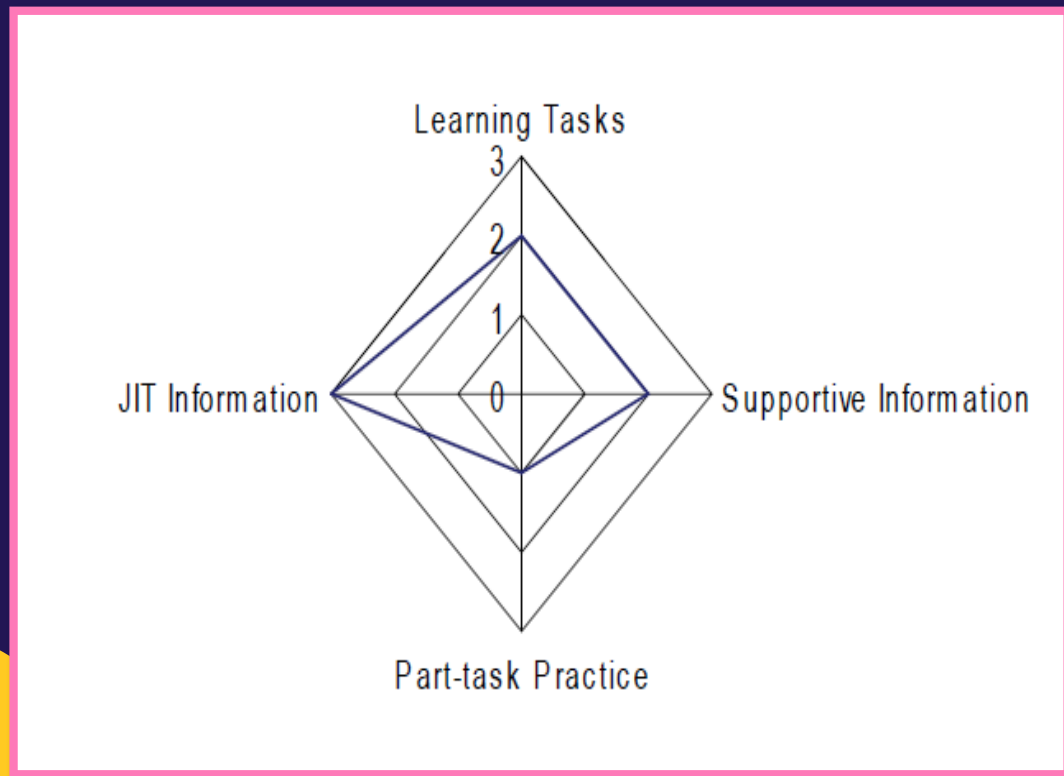 Learning Tasks
3
2
1
JIT Information
0
Supportive Information
Part-task Practice